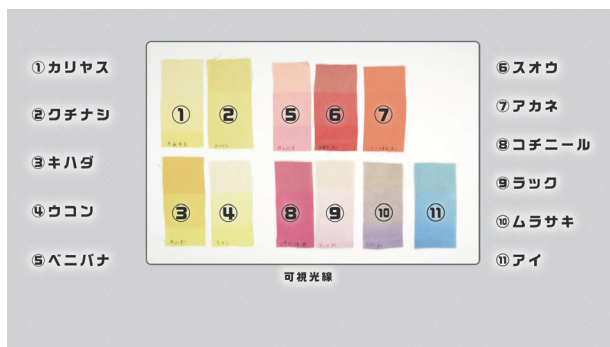 ①カリヤス
②クチナシ
③キハダ
④ウコン
⑤ベニバナ
① ② ⑤ ⑥ ⑦
③ ④ ⑧ ⑨ ⑩ ⑪
可視光線
⑥スオウ
⑦アカネ
⑧コチニール
⑨ラック
⑩ムラサキ
⑪アイ